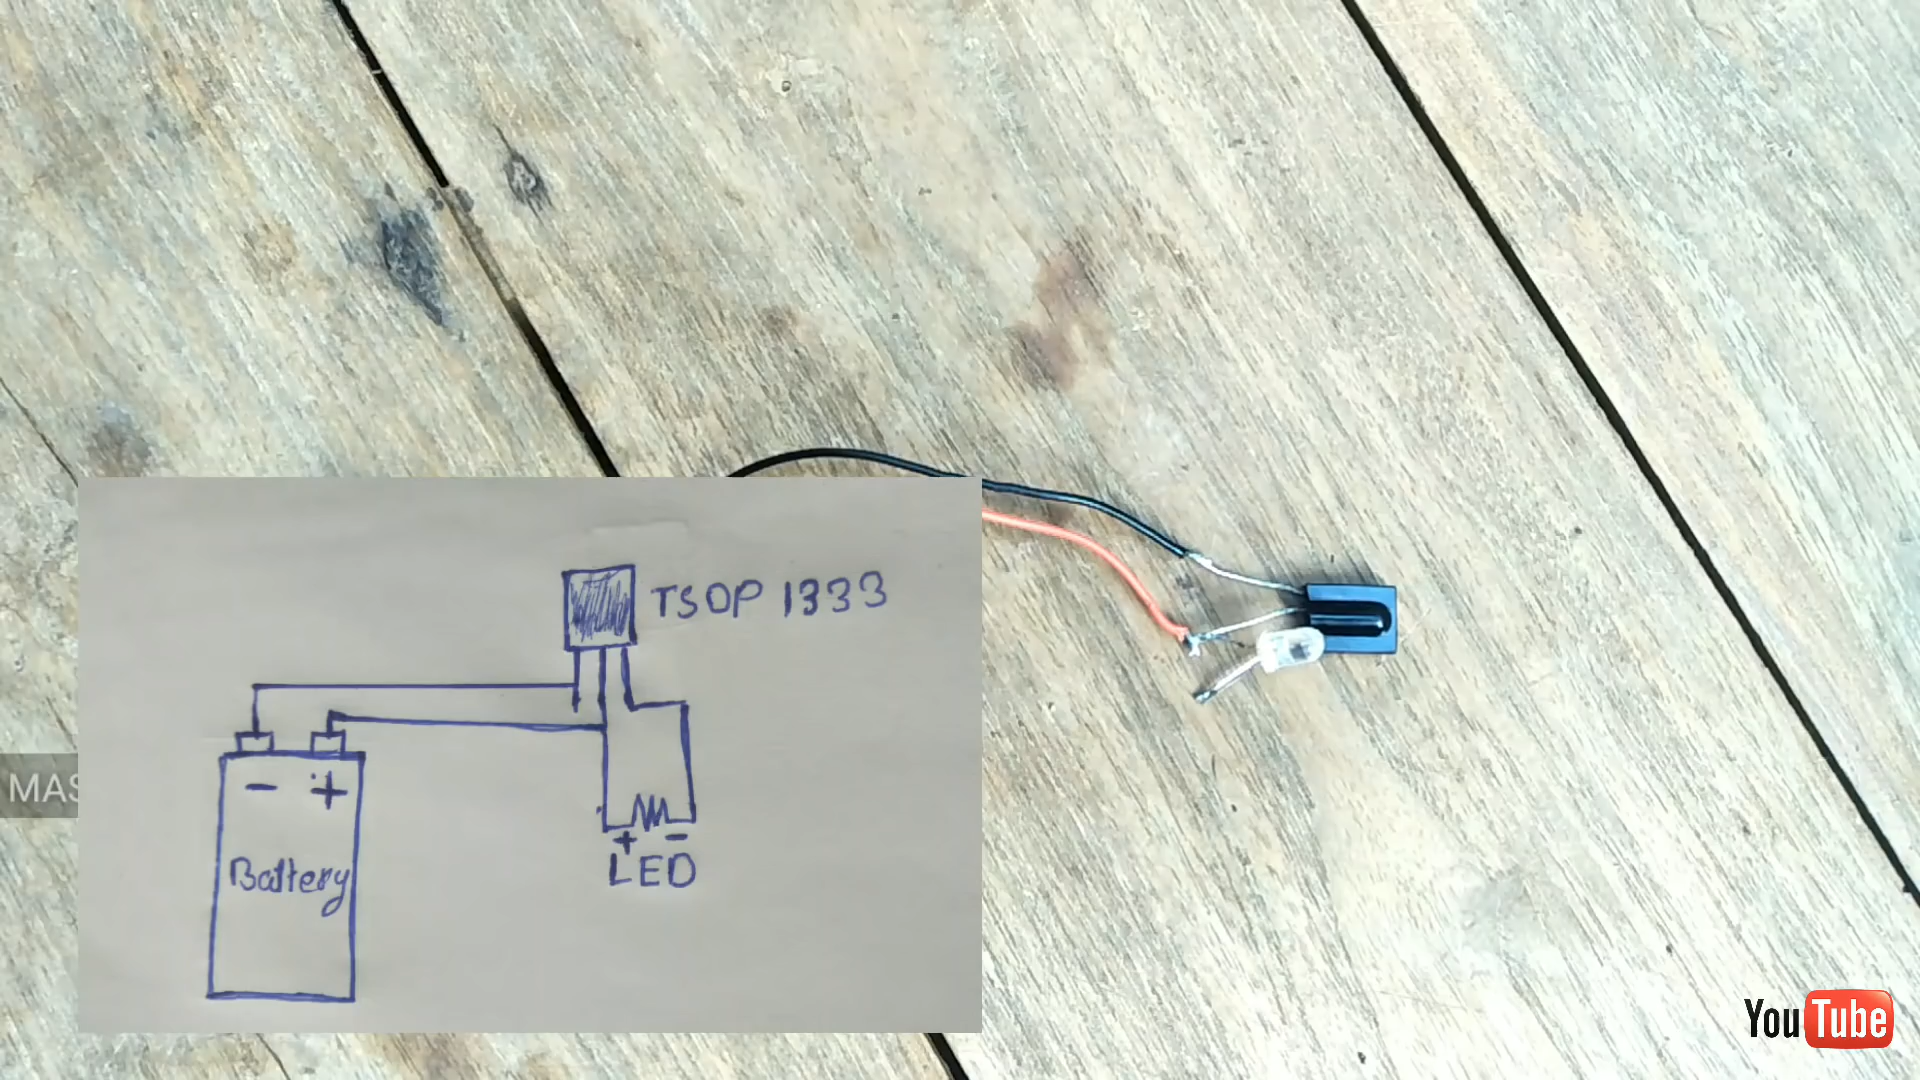 TSOP 1333
- +
Battery
+ -
LED
MAS
YouTube